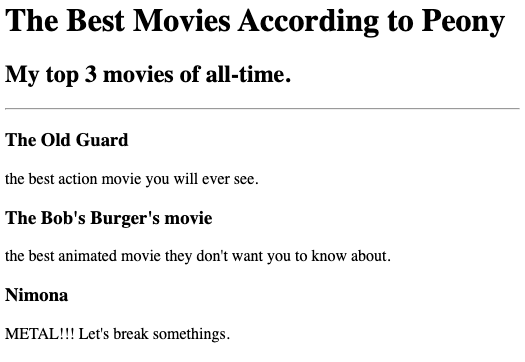 The Best Movies According to Peony
My top 3 movies of all-time.
The Old Guard
the best action movie you will ever see.
The Bob's Burger's movie
the best animated movie they don't want you to know about.
Nimona
METAL!!! Let's break somethings.